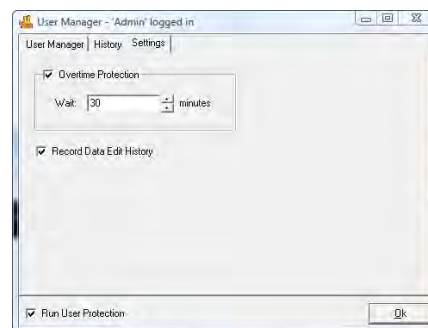 User Manager - 'Admin' logged in
User Manager History Settings
Overtime Protection
Wait: 30 minutes
Record Data Edit History
Run User Protection
Ok